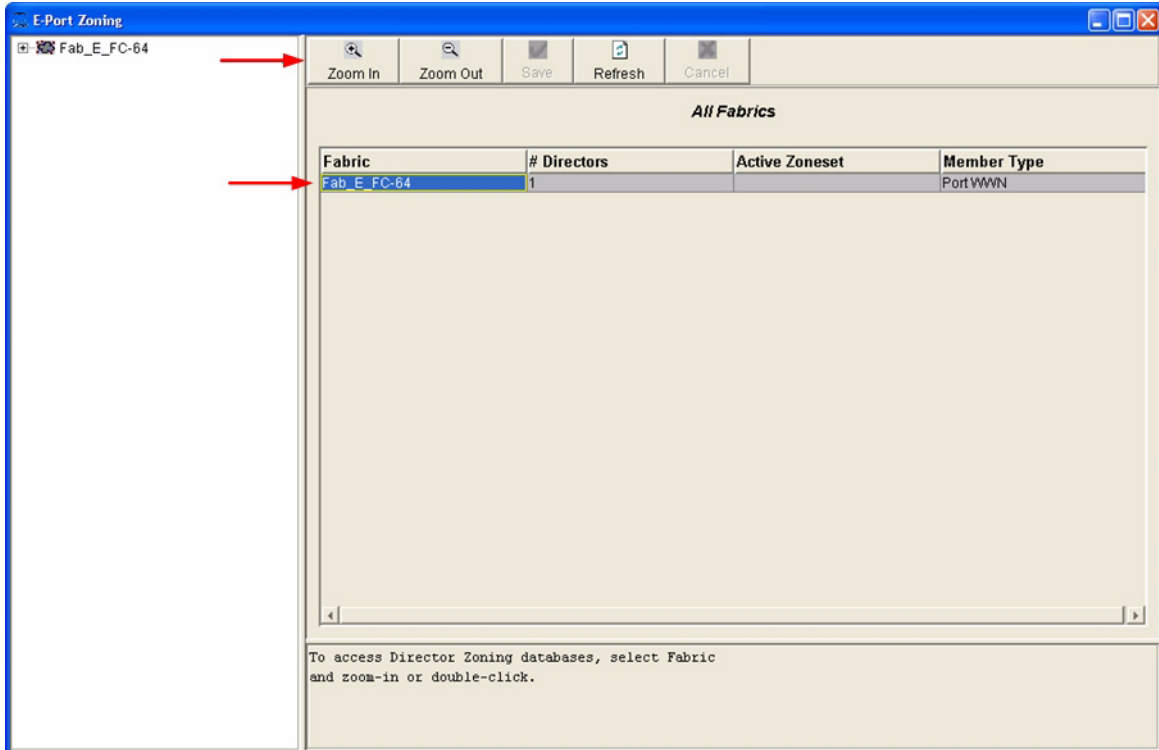 E-Port Zoning
Fab_E_FC-64
Zoom In Zoom Out Save Refresh Cancel
All Fabrics
Fabric # Directors Active Zoneset Member Type
Fab_E_FC-64 1 Port WWN
To access Director Zoning databases, select Fabric
and zoom-in or double-click.